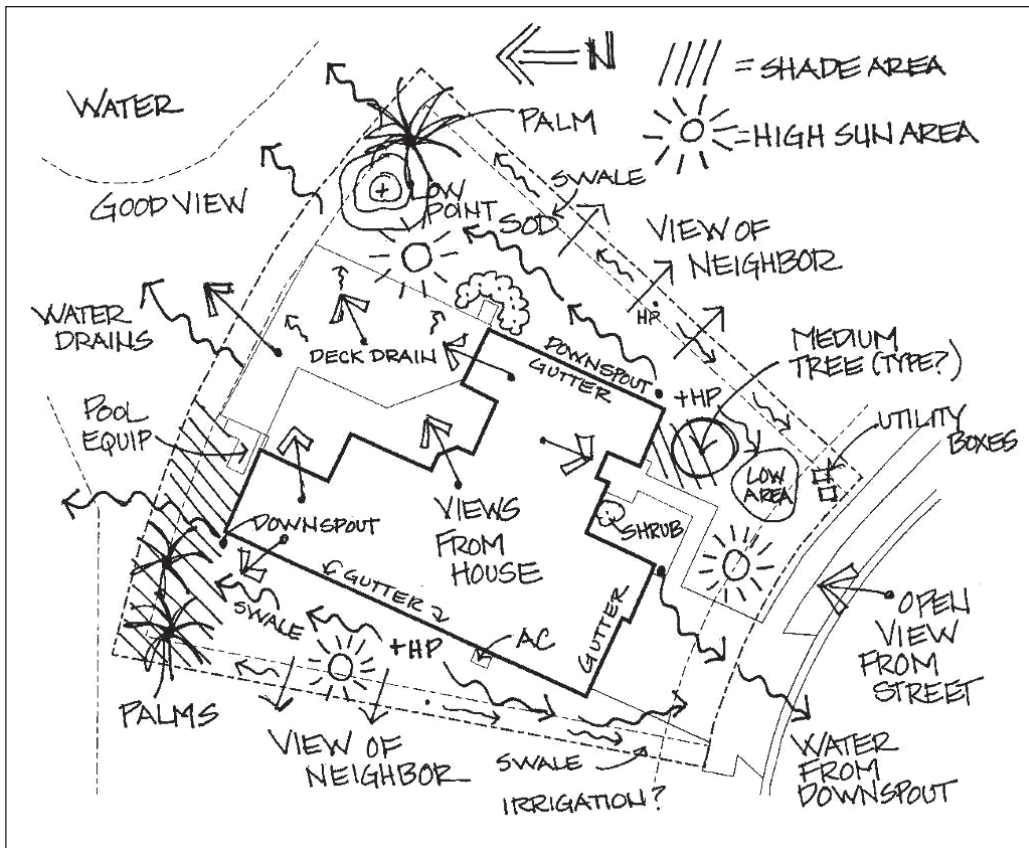 N
= SHADE AREA
= HIGH SUN AREA
WATER
PALM
GOOD VIEW
LOW
POINT
SOD
SWALE
VIEW OF
NEIGHBOR
HP
WATER
DRAINS
DECK DRAIN
DOWNSPOUT
GUTTER
+HP
MEDIUM
TREE (TYPE?)
POOL
EQUIP
UTILITY
BOXES
LOW
AREA
DOWNSPOUT
VIEWS
FROM
HOUSE
SHRUB
GUTTER
SWALE
+HP
AC
GUTTER
OPEN
VIEW
FROM
STREET
PALMS
VIEW OF
NEIGHBOR
SWALE
IRRIGATION?
WATER
FROM
DOWNSPOUT